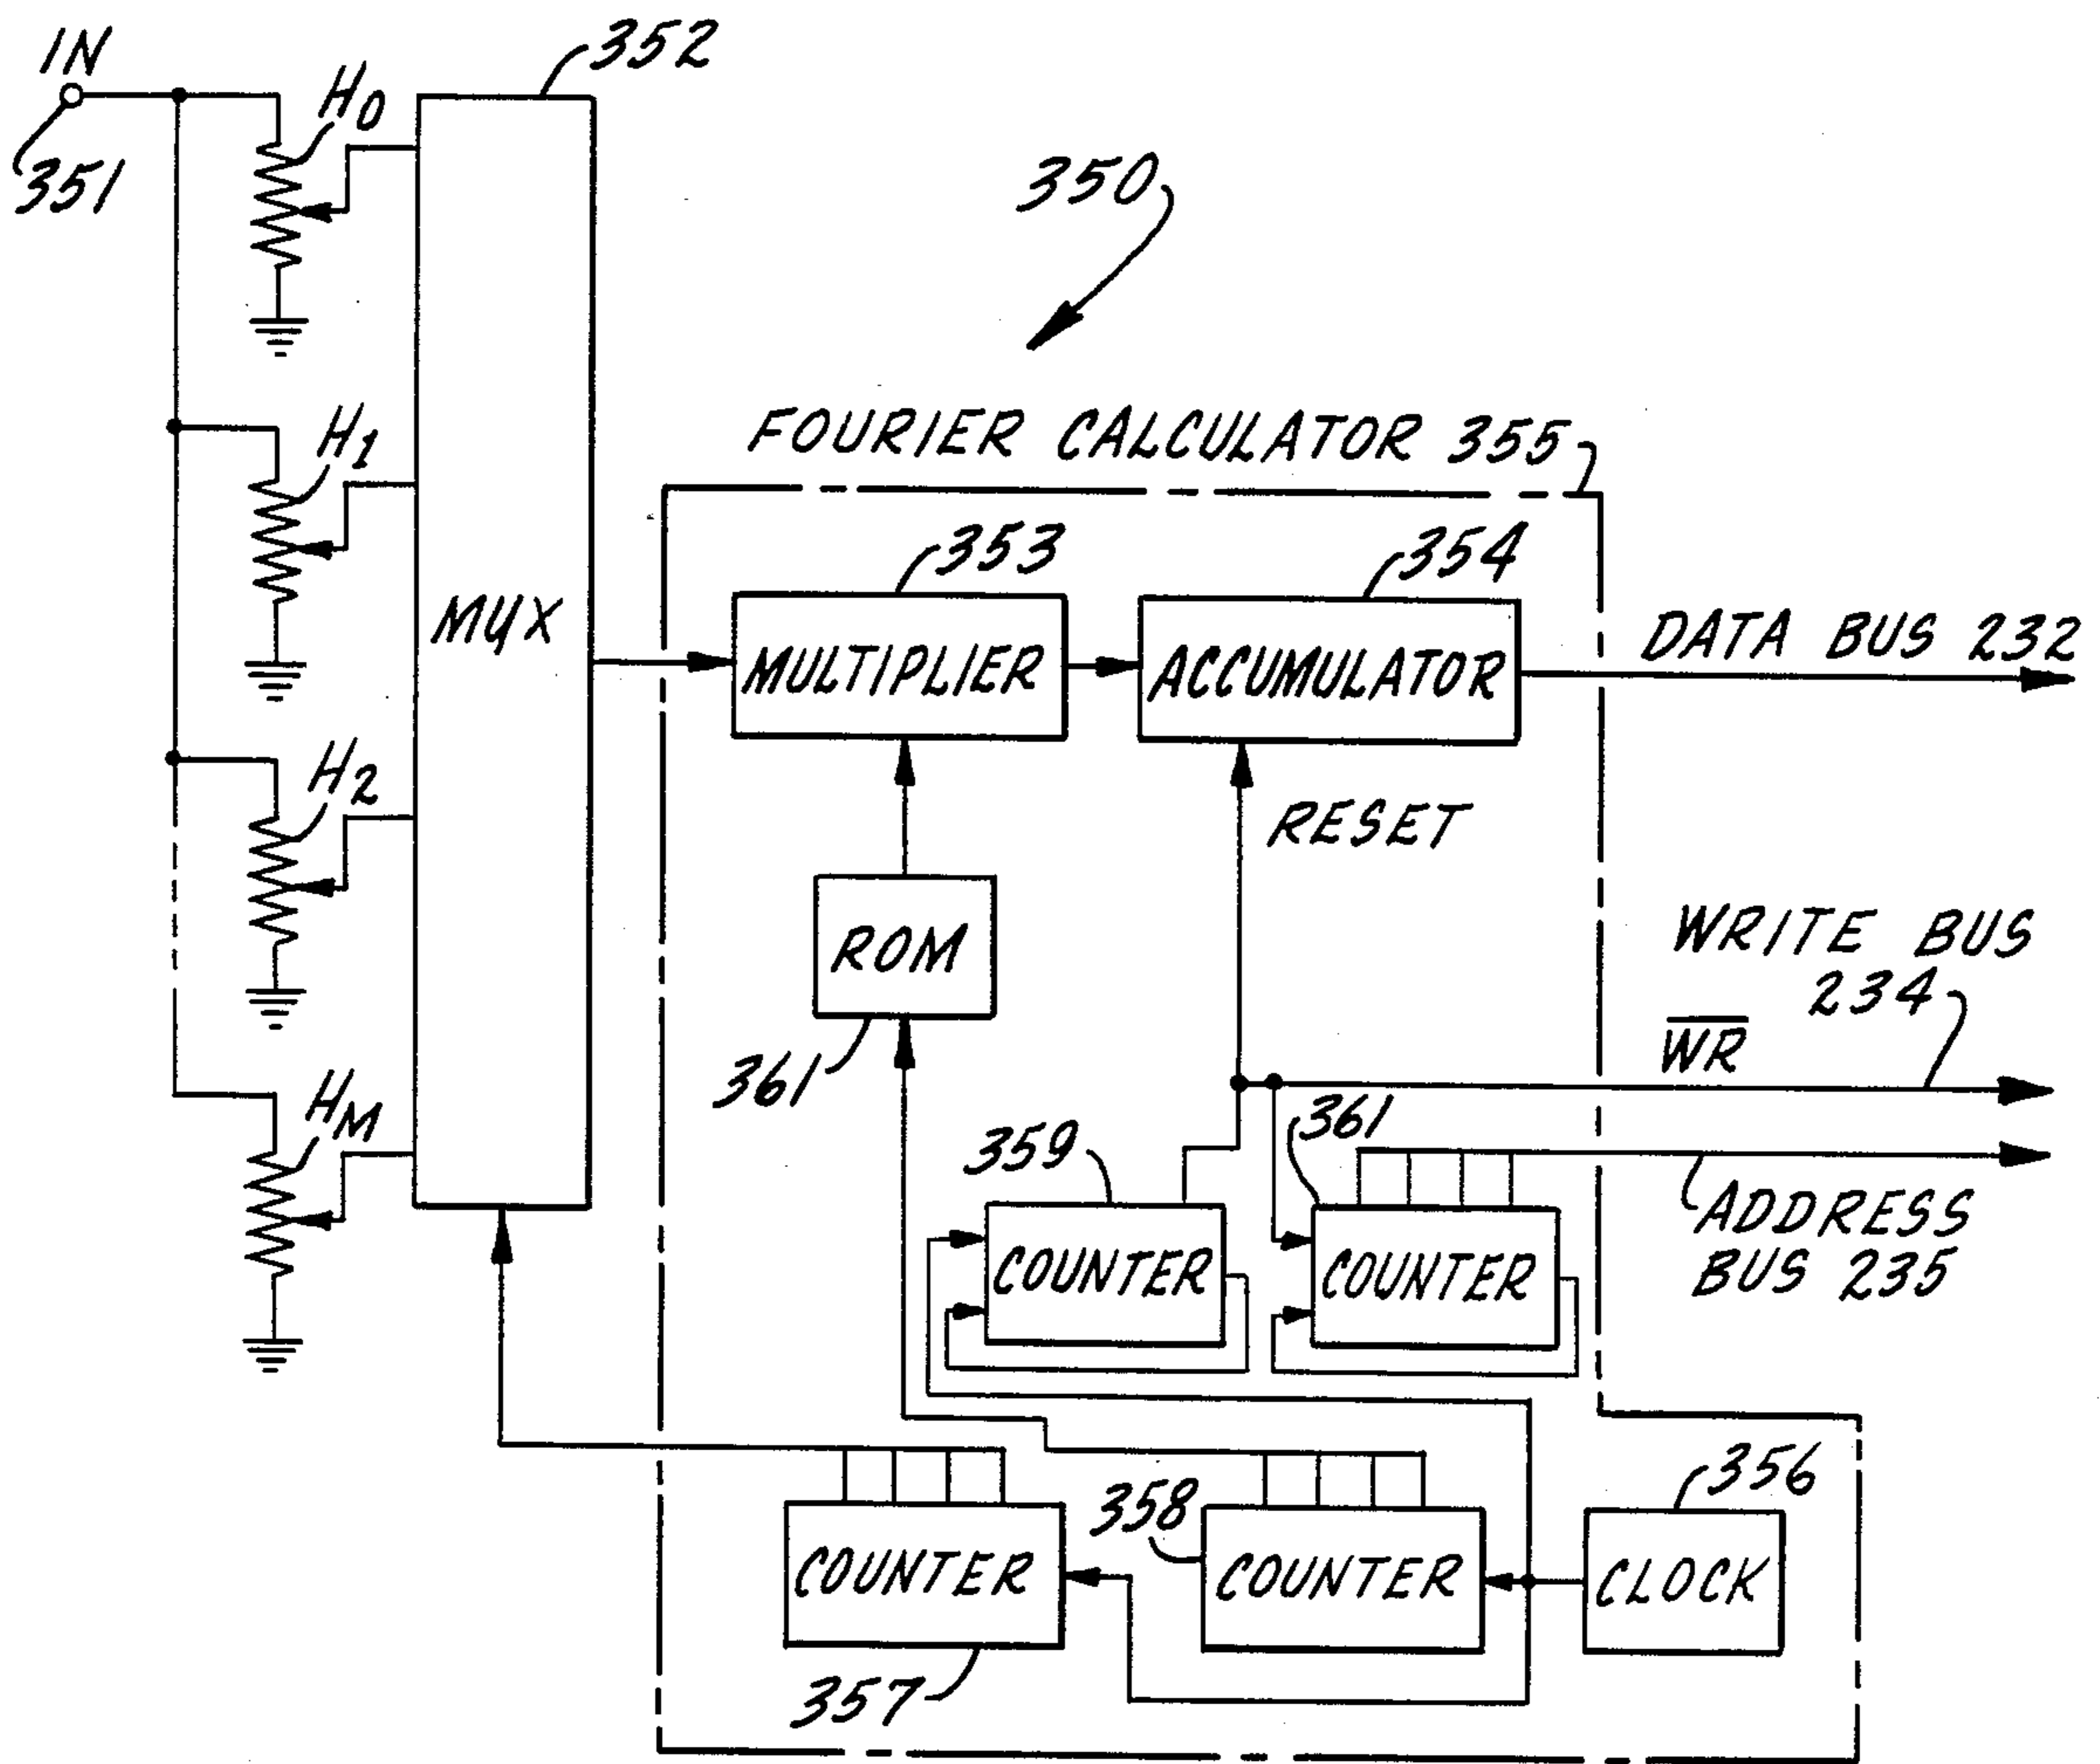 IN
352
H0
351
350
H1
FOURIER CALCULATOR 355
353
354
MUX
DATA BUS 232
MULTIPLIER
ACCUMULATOR
H2
RESET
ROM
WRITE BUS
234
WR
361
HM
361
359
ADDRESS
BUS 235
COUNTER
COUNTER
356
358
COUNTER
COUNTER
CLOCK
357